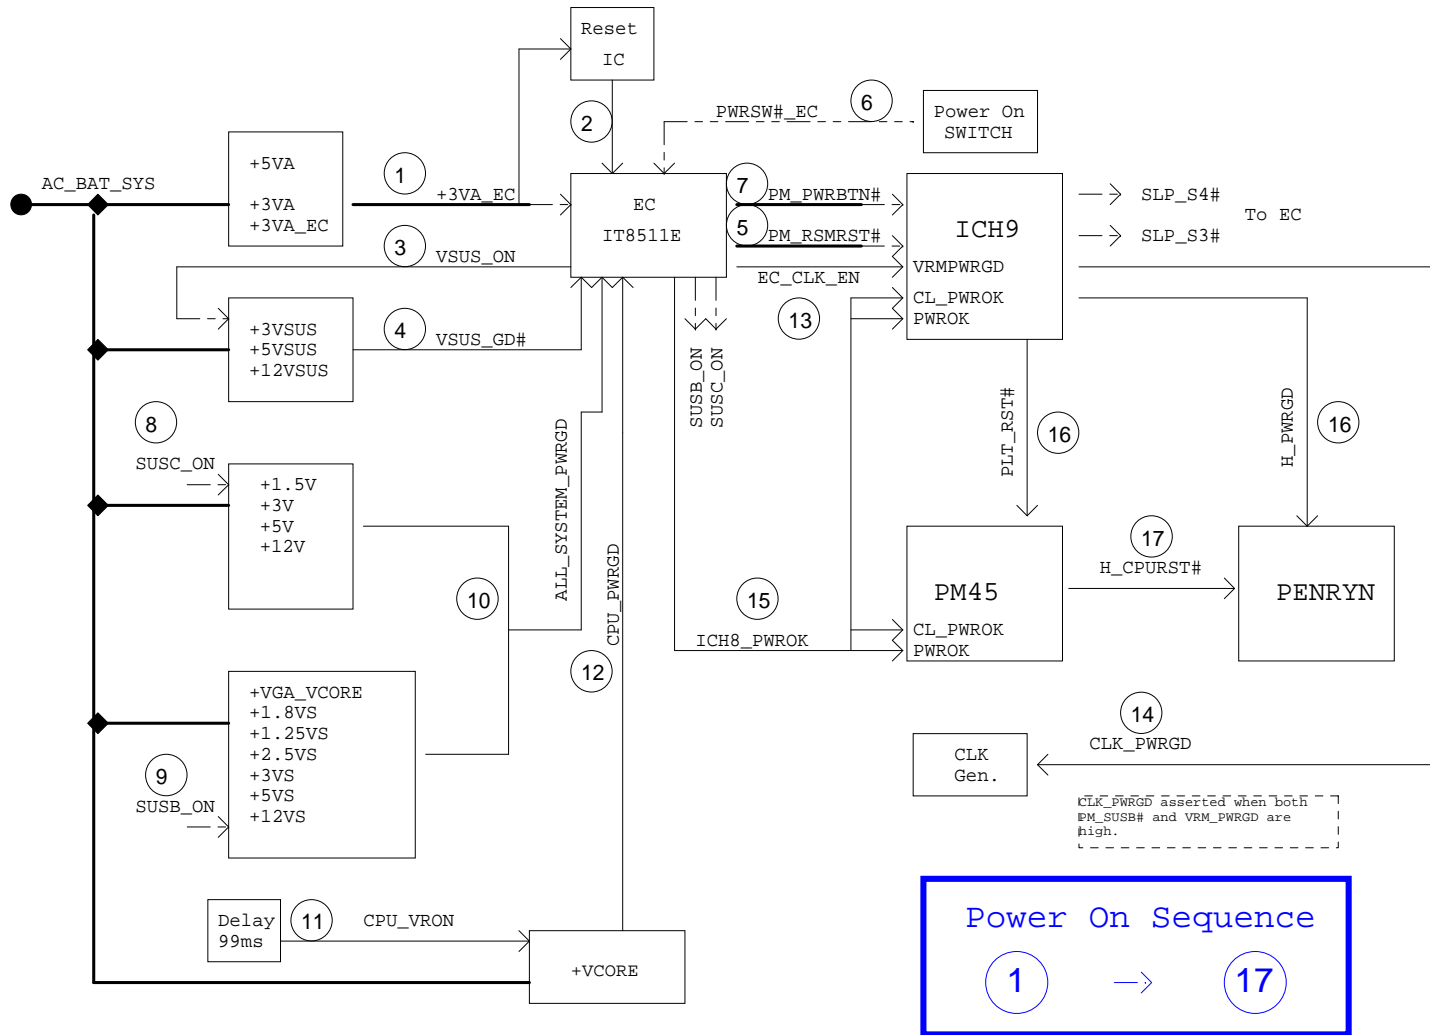 Reset
IC
2
PWRSW#_EC
6
Power On
SWITCH
AC_BAT_SYS
+5VA
+3VA
+3VA_EC
1
+3VA_EC
EC
IT8511E
7
PM_PWRBTN#
5
PM_RSMRST#
EC_CLK_EN
13
ICH9
VRMPWRGD
CL_PWROK
PWROK
SLP_S4#
SLP_S3#
To EC
3
VSUS_ON
+3VSUS
+5VSUS
+12VSUS
4
VSUS_GD#
SUSB_ON
SUSC_ON
8
SUSC_ON
+1.5V
+3V
+5V
+12V
10
ALL_SYSTEM_PWRGD
CPU_PWRGD
12
PLT_RST#
16
H_PWRGD
16
15
ICH8_PWROK
PM45
CL_PWROK
PWROK
17
H_CPURST#
PENRYN
+VGA_VCORE
+1.8VS
+1.25VS
+2.5VS
+3VS
+5VS
+12VS
9
SUSB_ON
14
CLK_PWRGD
CLK
Gen.
CLK_PWRGD asserted when both
PM_SUSB# and VRM_PWRGD are
high.
Delay
99ms
11
CPU_VRON
+VCORE
Power On Sequence
1
17